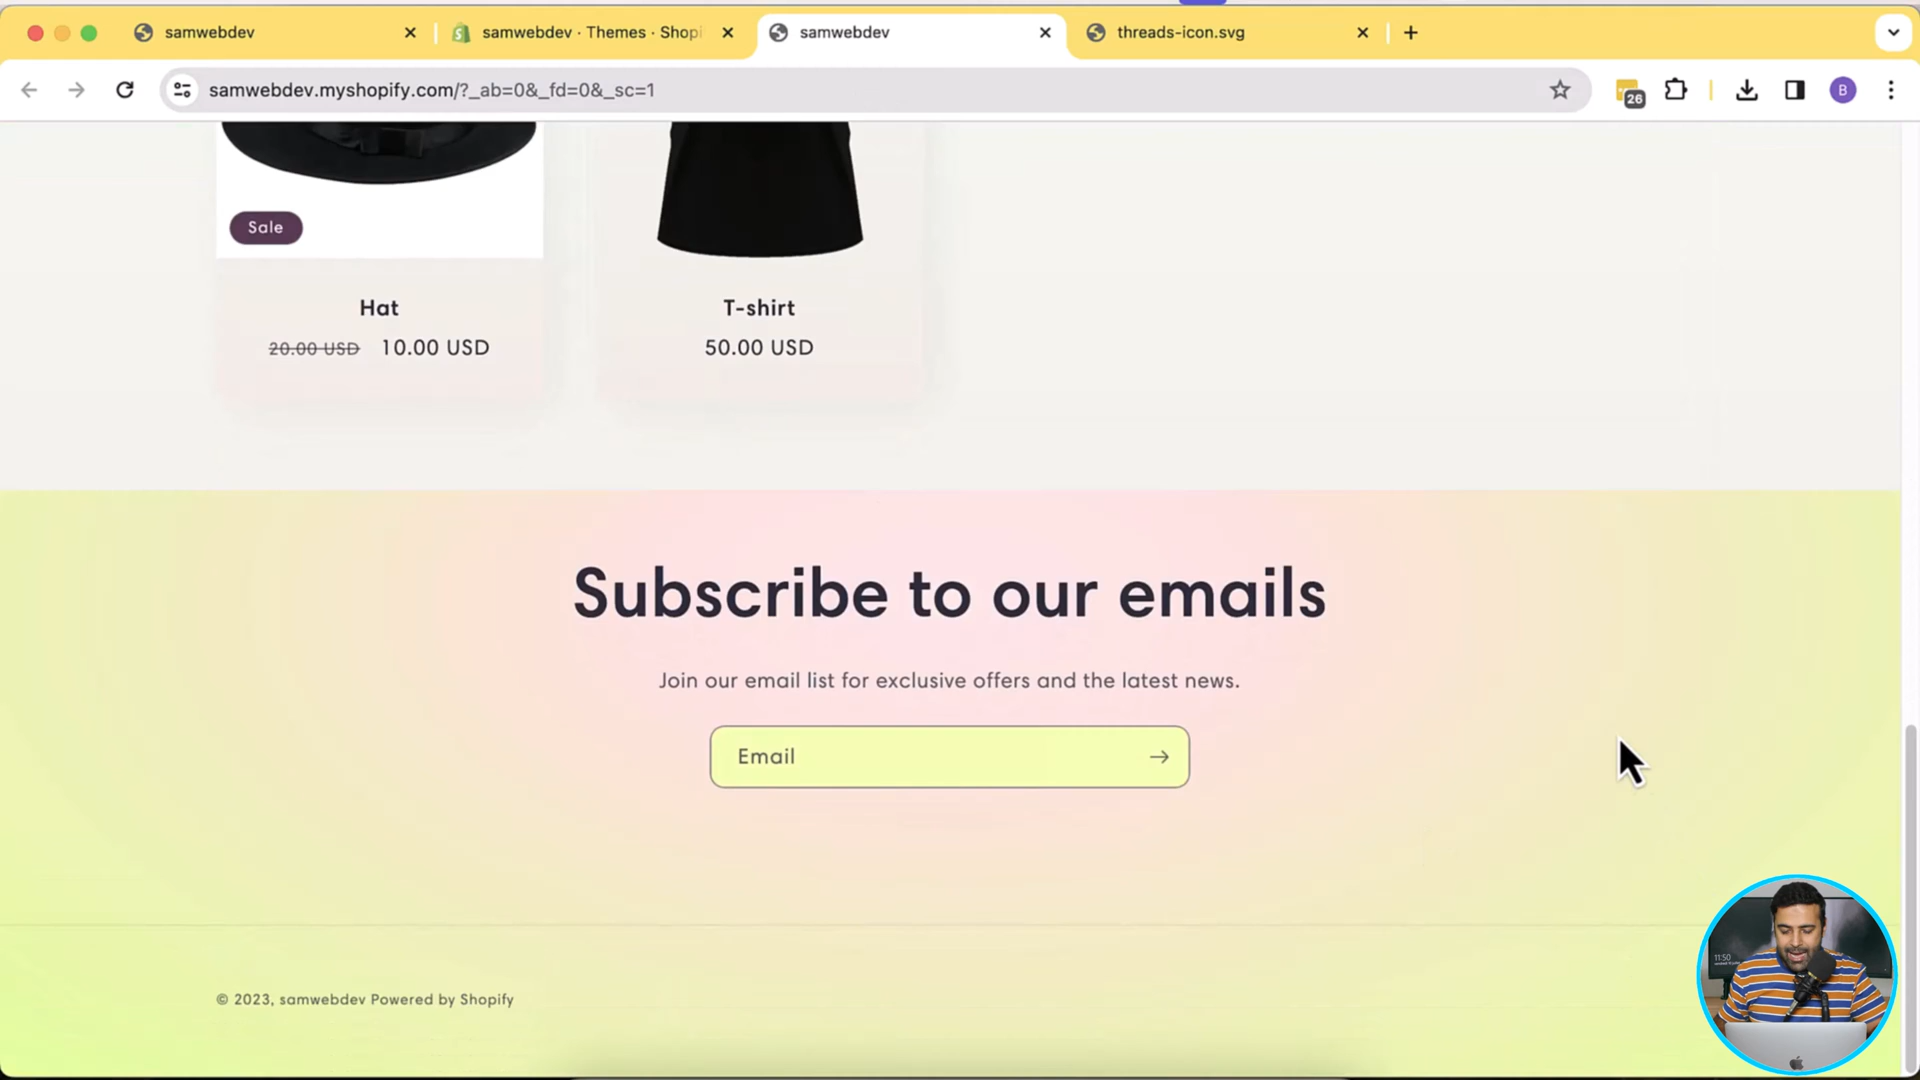 samwebdev
samwebdev · Themes · Shopi
samwebdev
threads-icon.svg
samwebdev.myshopify.com/?_ab=0&_fd=0&_sc=1
26
B
Sale
Hat
T-shirt
20.00 USD 10.00 USD
50.00 USD
Subscribe to our emails
Join our email list for exclusive offers and the latest news.
Email
11:50
© 2023, samwebdev Powered by Shopify